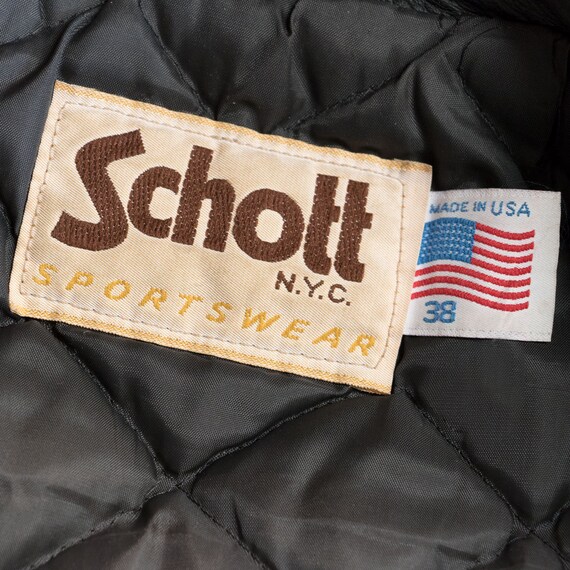 Schott
N.Y.C.
SPORTSWEAR
MADE IN USA
38